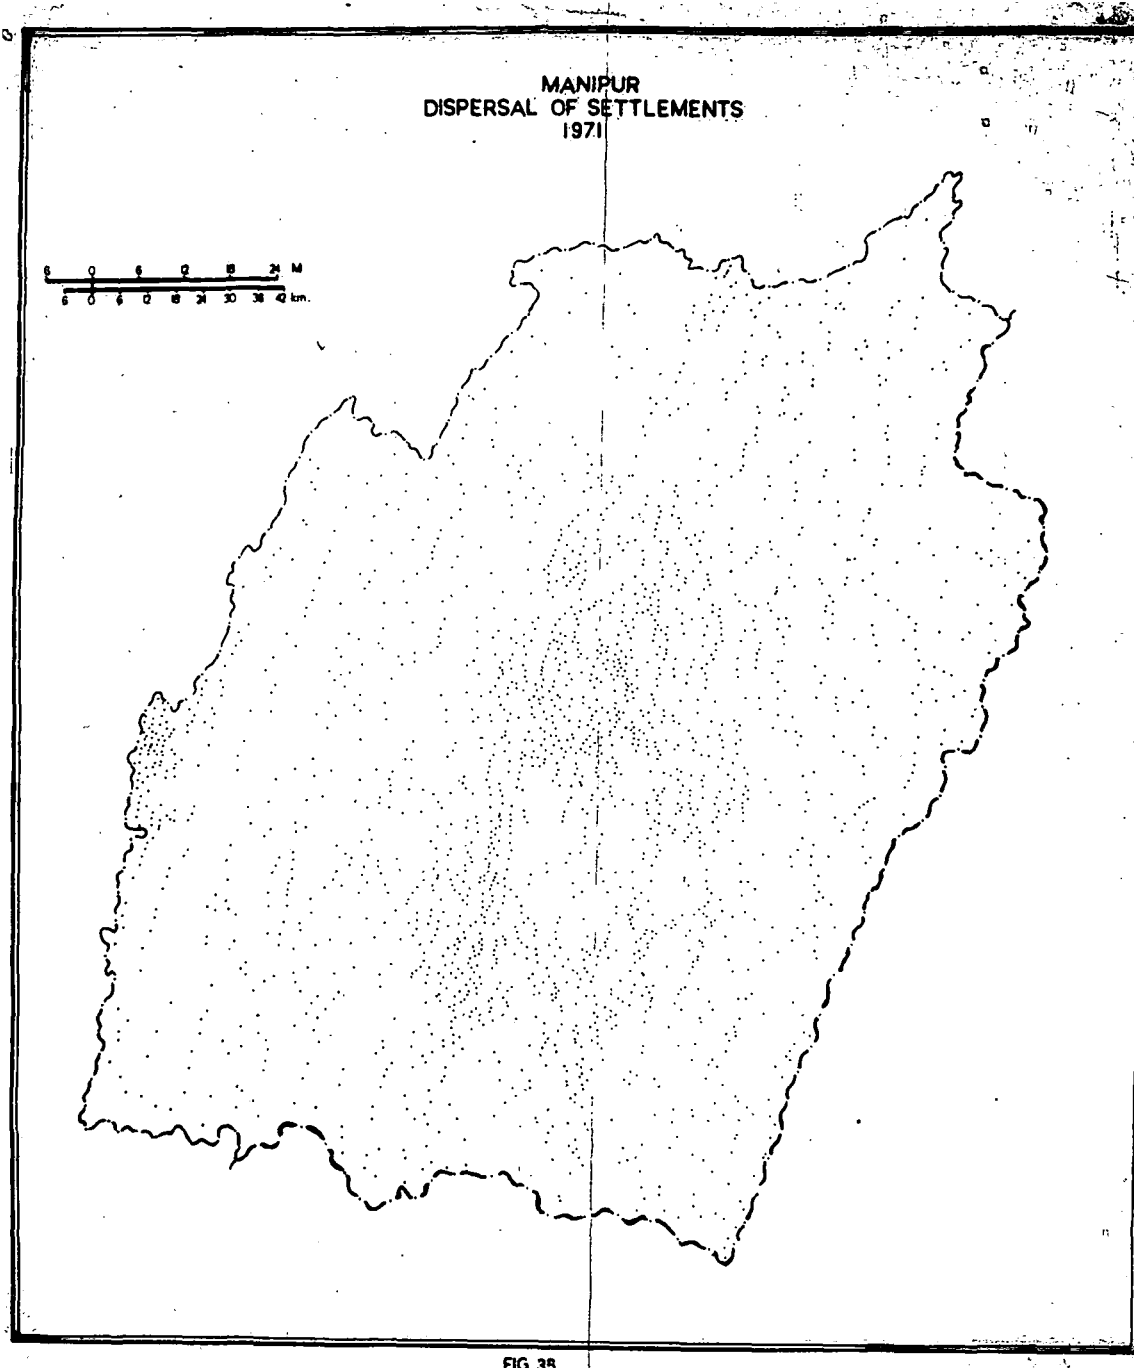 MANIPUR
DISPERSAL OF SETTLEMENTS
1971
6 0 6 12 18 24 M
6 0 6 12 18 24 30 36 42 km.
FIG. 35